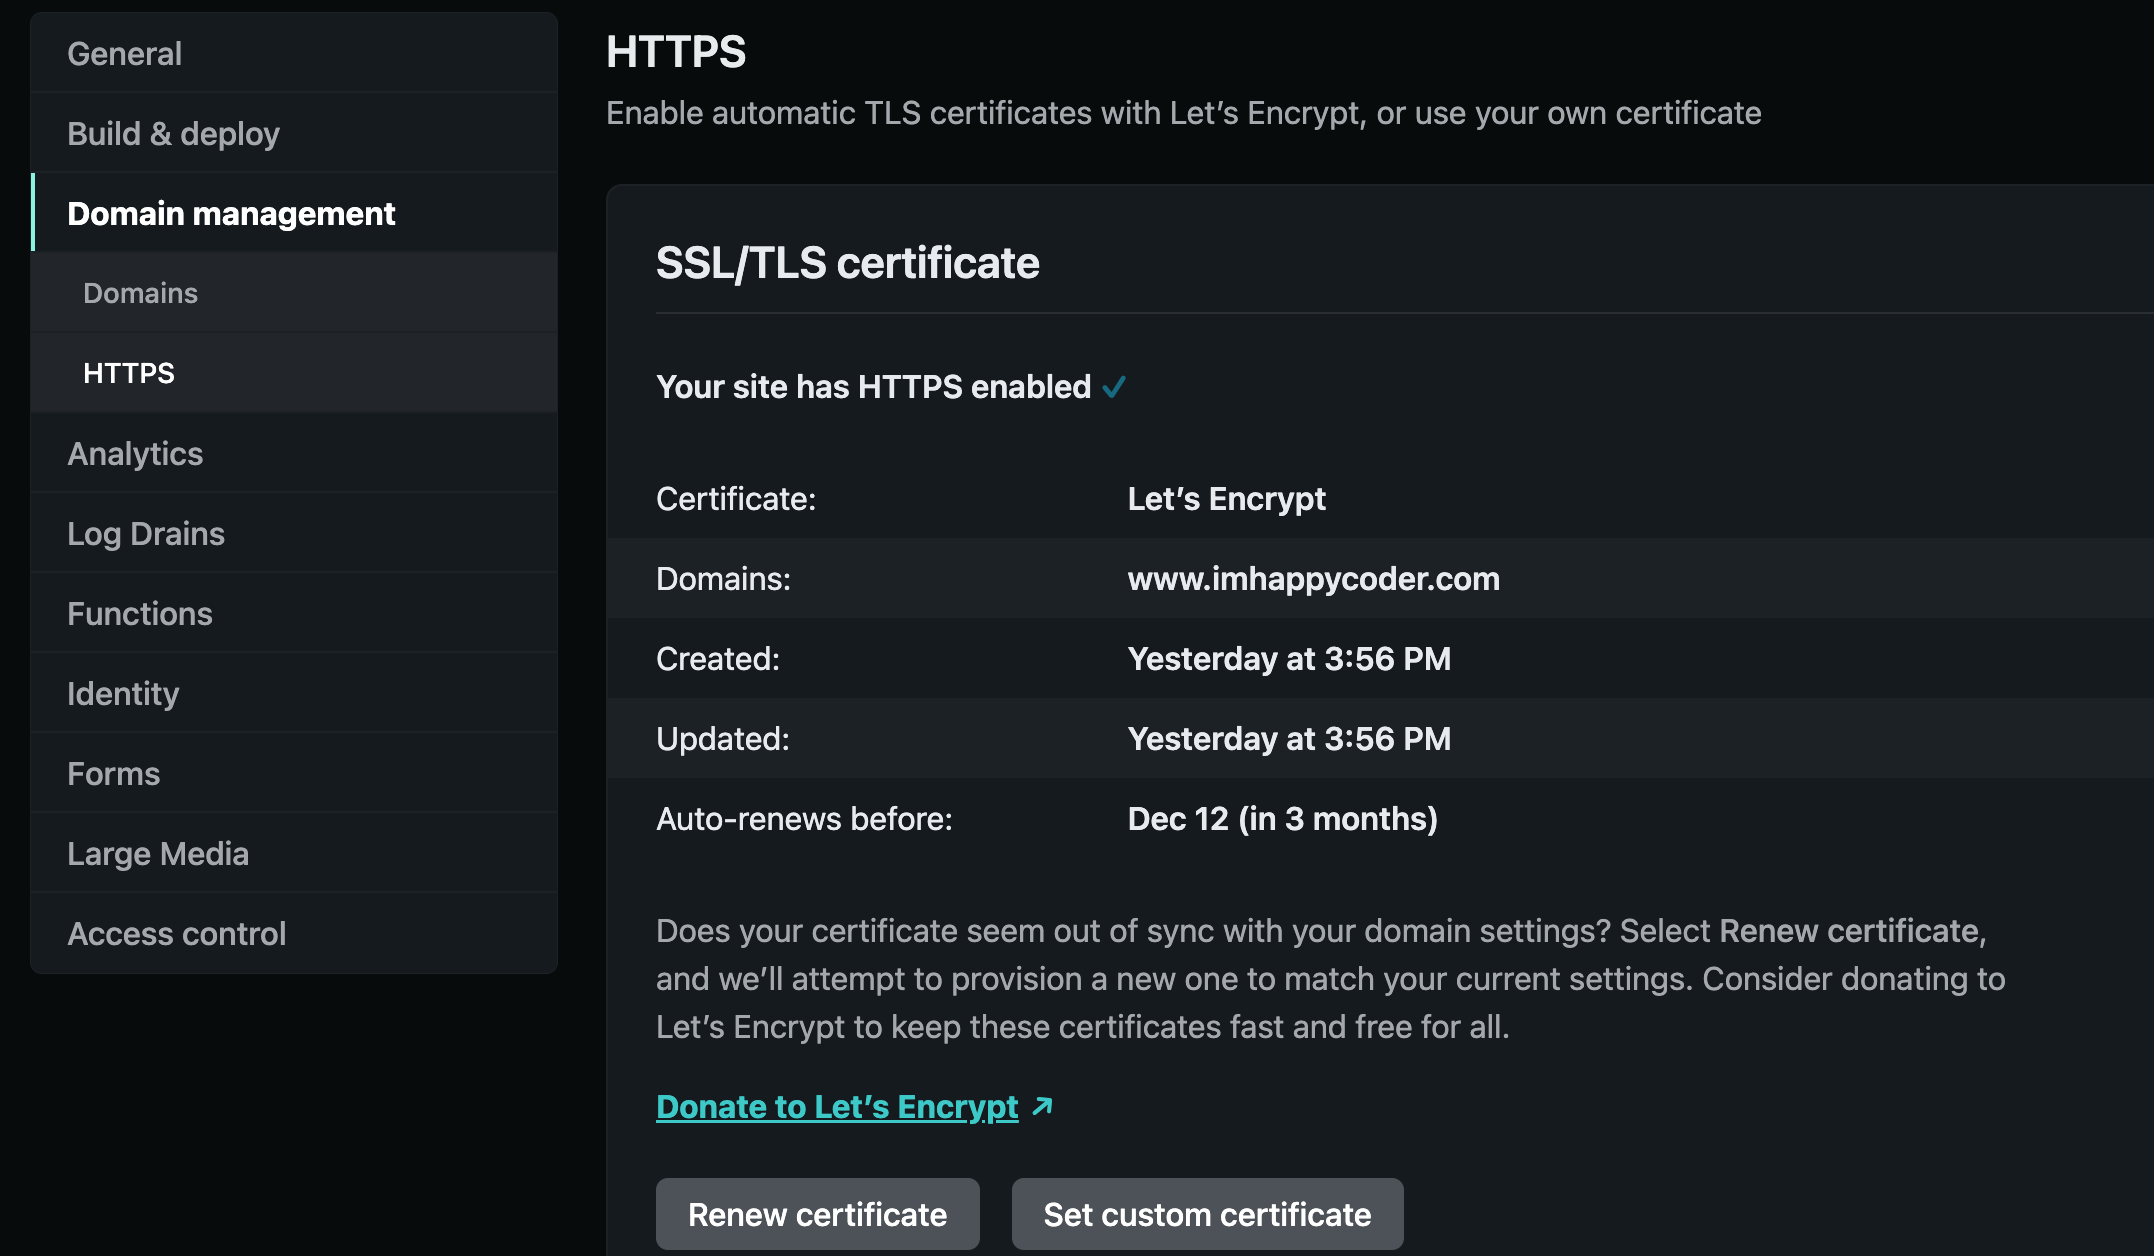 General
Build & deploy
Domain management
Domains
HTTPS
Analytics
Log Drains
Functions
Identity
Forms
Large Media
Access control
HTTPS
Enable automatic TLS certificates with Let’s Encrypt, or use your own certificate
SSL/TLS certificate
Your site has HTTPS enabled ✓
Certificate: Let’s Encrypt
Domains: www.imhappycoder.com
Created: Yesterday at 3:56 PM
Updated: Yesterday at 3:56 PM
Auto-renews before: Dec 12 (in 3 months)
Does your certificate seem out of sync with your domain settings? Select Renew certificate,
and we’ll attempt to provision a new one to match your current settings. Consider donating to
Let’s Encrypt to keep these certificates fast and free for all.
Donate to Let’s Encrypt ↗
Renew certificate Set custom certificate